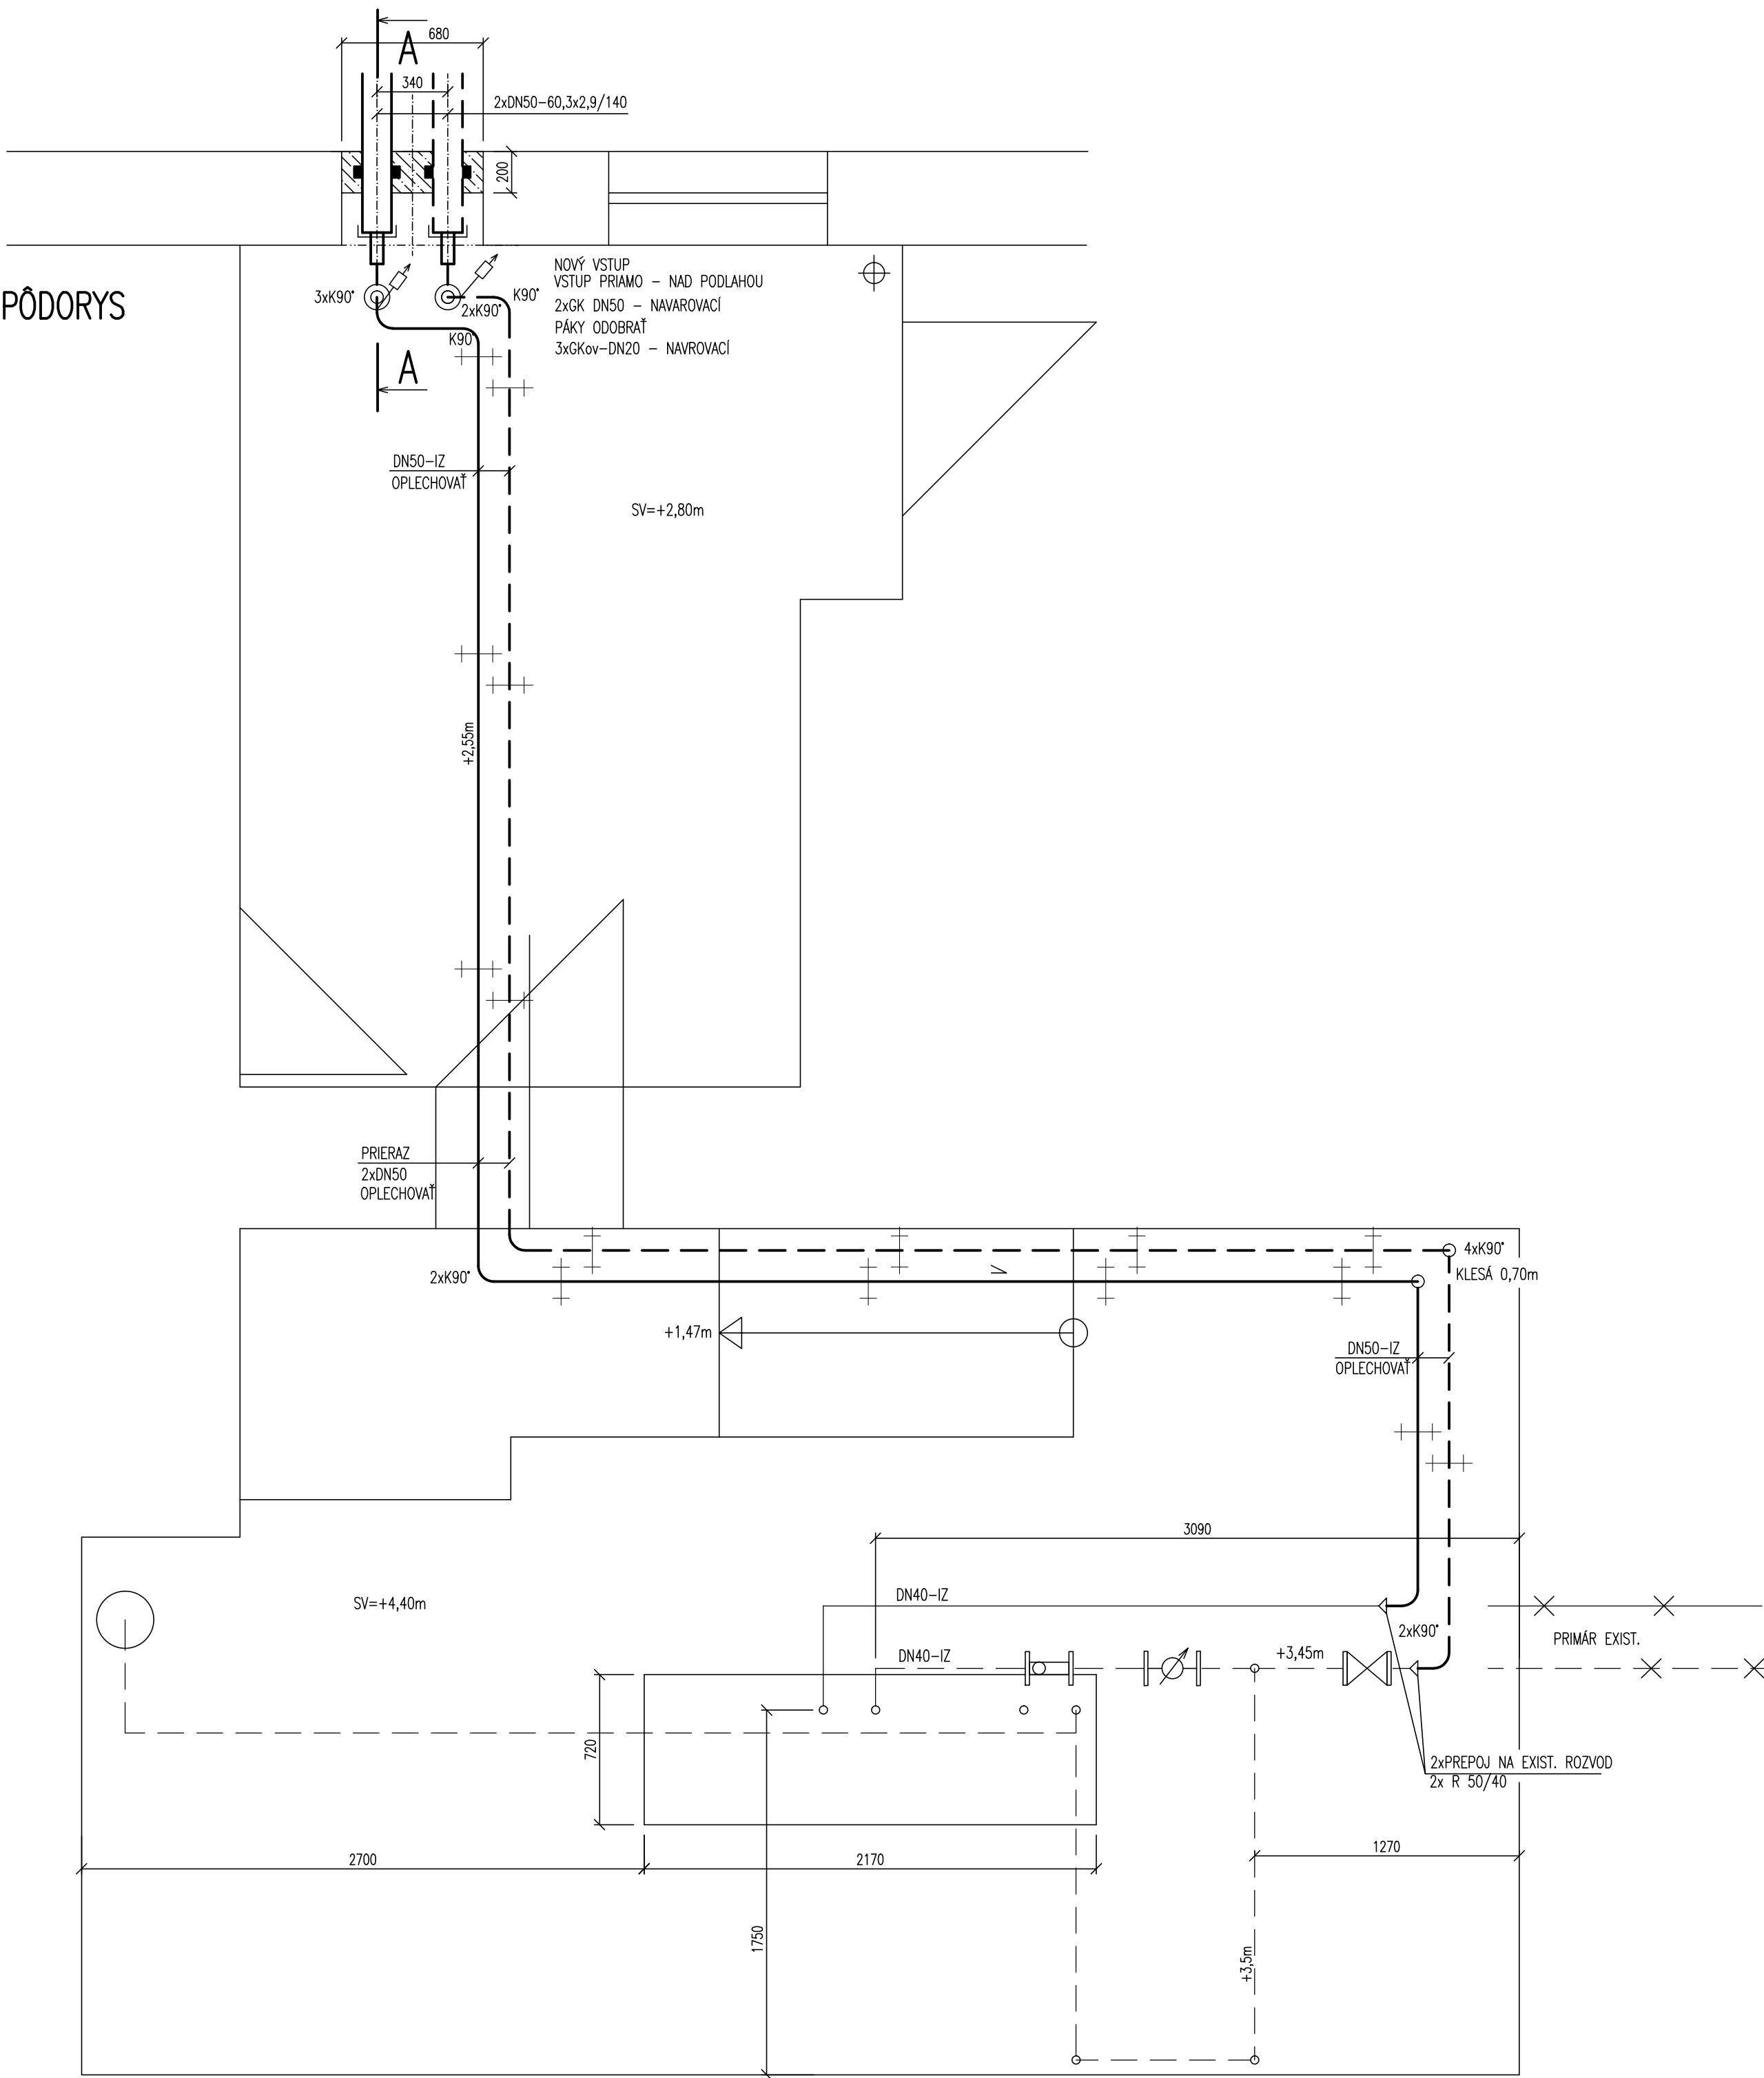 A
680
340
2xDN50-60,3x2,9/140
200
PÔDORYS
NOVÝ VSTUP
VSTUP PRIAMO - NAD PODLAHOU
2xGK DN50 - NAVAROVACÍ
PÁKY ODOBRAŤ
3xGKov-DN20 - NAVROVACÍ
3xK90°
2xK90°
K90°
K90°
A
DN50-IZ
OPLECHOVAŤ
SV=+2,80m
+2,55m
PRIERAZ
2xDN50
OPLECHOVAŤ
2xK90°
4xK90°
KLESÁ 0,70m
+1,47m
DN50-IZ
OPLECHOVAŤ
3090
DN40-IZ
SV=+4,40m
2xK90°
PRIMÁR EXIST.
DN40-IZ
+3,45m
720
2xPREPOJ NA EXIST. ROZVOD
2x R 50/40
2700
2170
1270
1750
+3,5m